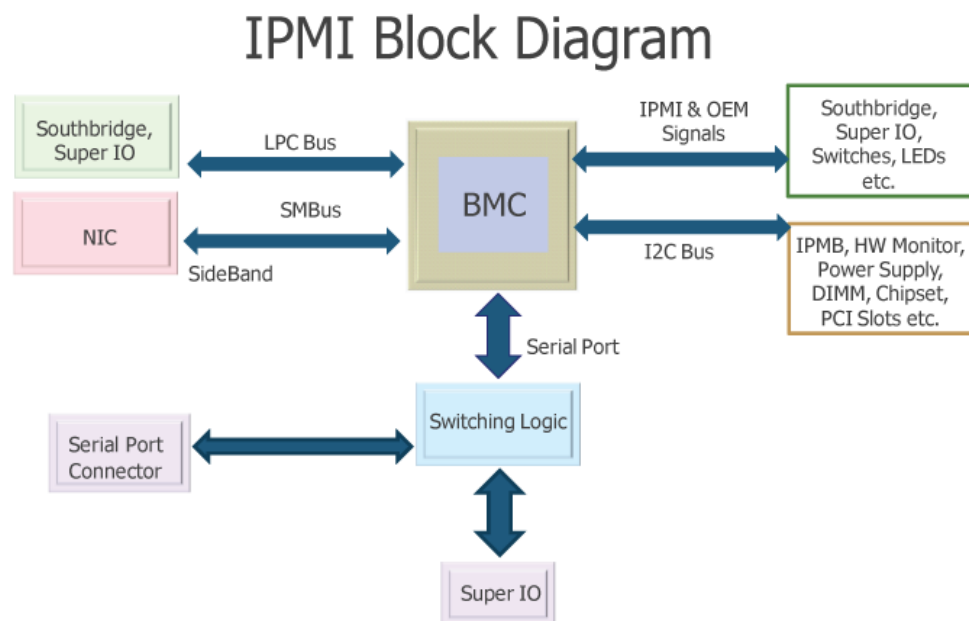 IPMI Block Diagram
Southbridge,
Super IO
LPC Bus
BMC
IPMI & OEM
Signals
Southbridge,
Super IO,
Switches, LEDs
etc.
NIC
SMBus
SideBand
I2C Bus
IPMB, HW Monitor,
Power Supply,
DIMM, Chipset,
PCI Slots etc.
Serial Port
Switching Logic
Serial Port
Connector
Super IO